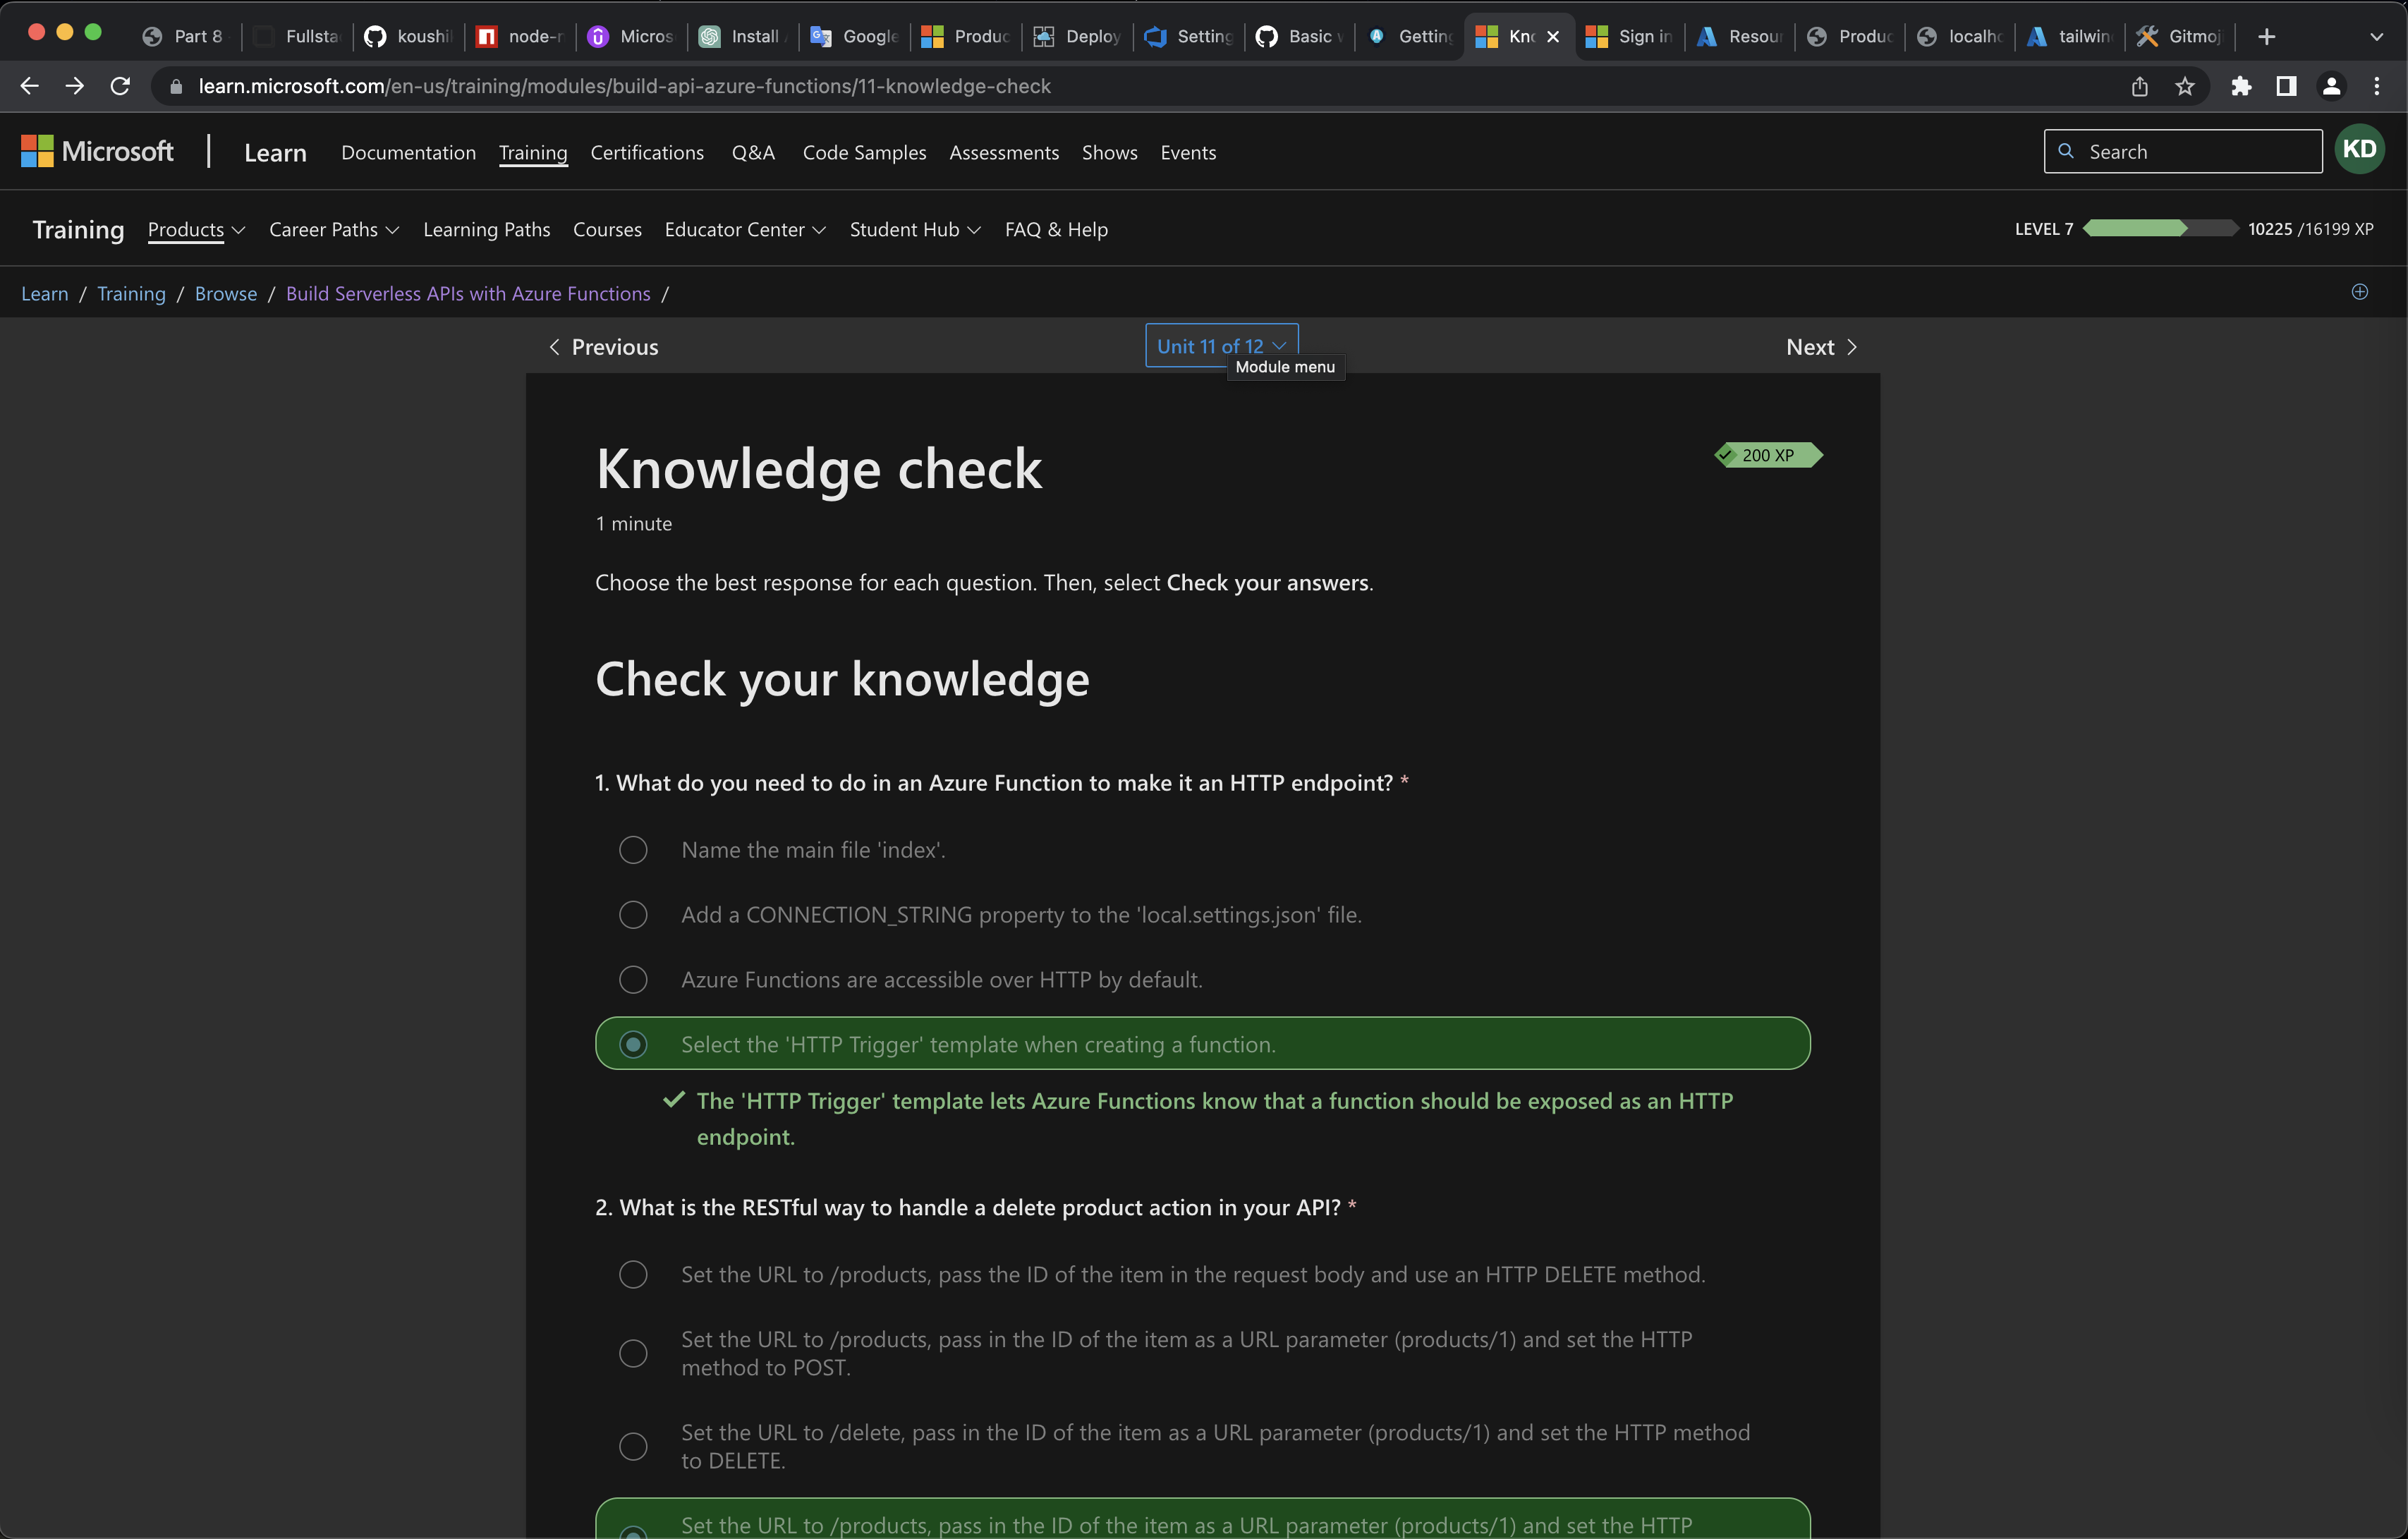 Part 8 Fullsta koushi node-r Micros Install Google Produc Deploy Setting Basic Getting Kno Sign in Resour Produc localho tailwin Gitmoj
learn.microsoft.com/en-us/training/modules/build-api-azure-functions/11-knowledge-check
Microsoft Learn Documentation Training Certifications Q&A Code Samples Assessments Shows Events Search KD
Training Products Career Paths Learning Paths Courses Educator Center Student Hub FAQ & Help LEVEL 7 10225 /16199 XP
Learn / Training / Browse / Build Serverless APIs with Azure Functions /
Previous Unit 11 of 12 Next
Module menu
Knowledge check 200 XP
1 minute
Choose the best response for each question. Then, select Check your answers.
Check your knowledge
1. What do you need to do in an Azure Function to make it an HTTP endpoint? *
Name the main file 'index'.
Add a CONNECTION_STRING property to the 'local.settings.json' file.
Azure Functions are accessible over HTTP by default.
Select the 'HTTP Trigger' template when creating a function.
The 'HTTP Trigger' template lets Azure Functions know that a function should be exposed as an HTTP
endpoint.
2. What is the RESTful way to handle a delete product action in your API? *
Set the URL to /products, pass the ID of the item in the request body and use an HTTP DELETE method.
Set the URL to /products, pass in the ID of the item as a URL parameter (products/1) and set the HTTP
method to POST.
Set the URL to /delete, pass in the ID of the item as a URL parameter (products/1) and set the HTTP method
to DELETE.
Set the URL to /products, pass in the ID of the item as a URL parameter (products/1) and set the HTTP